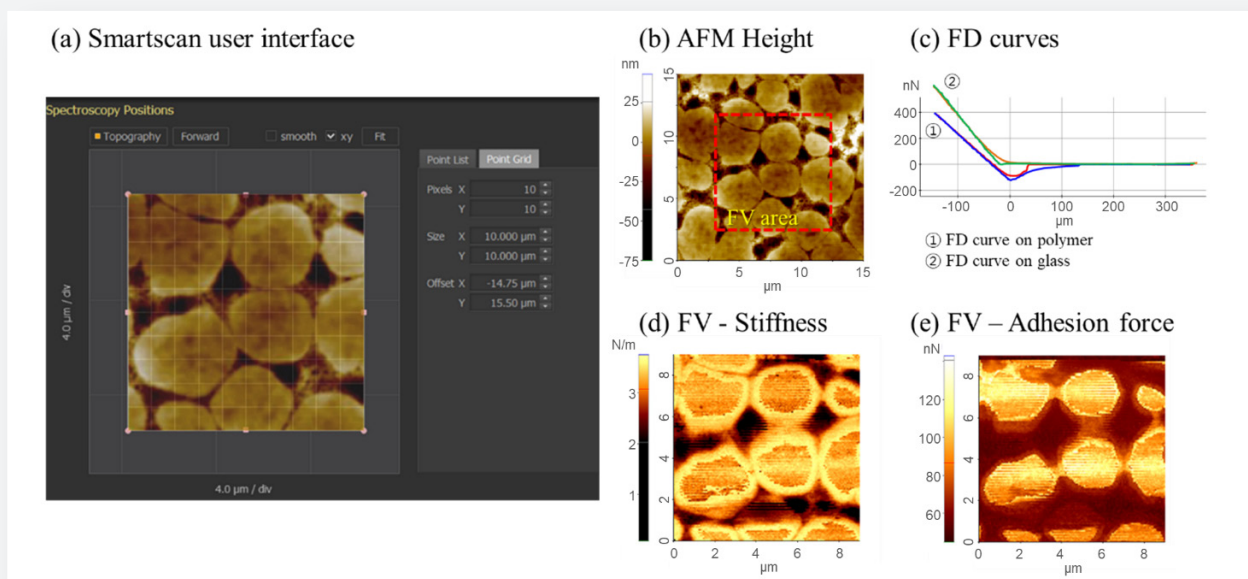 (a) Smartscan user interface
Spectroscopy Positions
Topography Forward smooth xy Fit
Point List Point Grid
Pixels X 10
Y 10
Size X 10.000 µm
Y 10.000 µm
Offset X -14.75 µm
Y 15.50 µm
4.0 µm / div
4.0 µm / div
(b) AFM Height
nm
25
0
-25
-50
-75
15
10
5
0
0 5 10 15
µm
FV area
(c) FD curves
nN
400
200
0
-200
-100 0 100 200 300
µm
②
①
① FD curve on polymer
② FD curve on glass
(d) FV - Stiffness
N/m
3
2
1
8
6
4
2
0
0 2 4 6 8
µm
(e) FV – Adhesion force
nN
120
100
80
60
8
6
4
2
0
0 2 4 6 8
µm